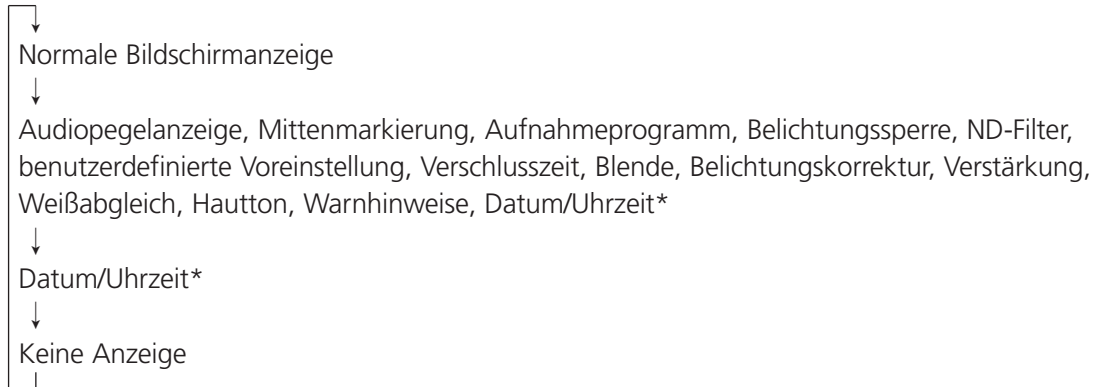 Normale Bildschirmanzeige
Audiopegelanzeige, Mittenmarkierung, Aufnahmeprogramm, Belichtungssperre, ND-Filter,
benutzerdefinierte Voreinstellung, Verschlusszeit, Blende, Belichtungskorrektur, Verstärkung,
Weißabgleich, Hautton, Warnhinweise, Datum/Uhrzeit*
Datum/Uhrzeit*
Keine Anzeige